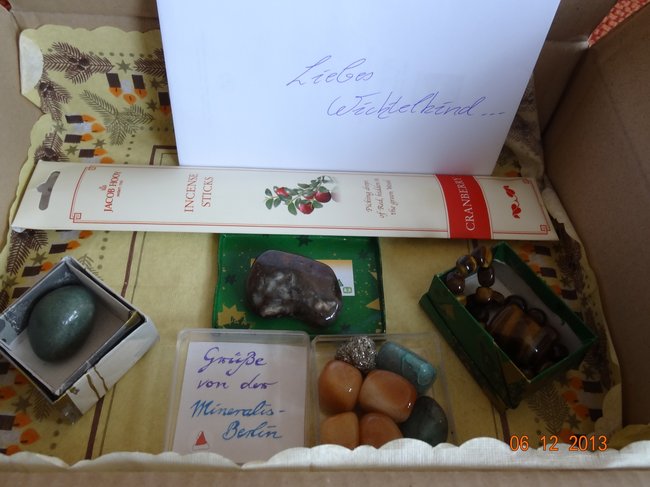 Liebes
Wichtelkind...
JACOB HOOY
INCENSE
STICKS
CRANBERRY
Grüße
von der
Mineralis-
Berlin
06 12 2013